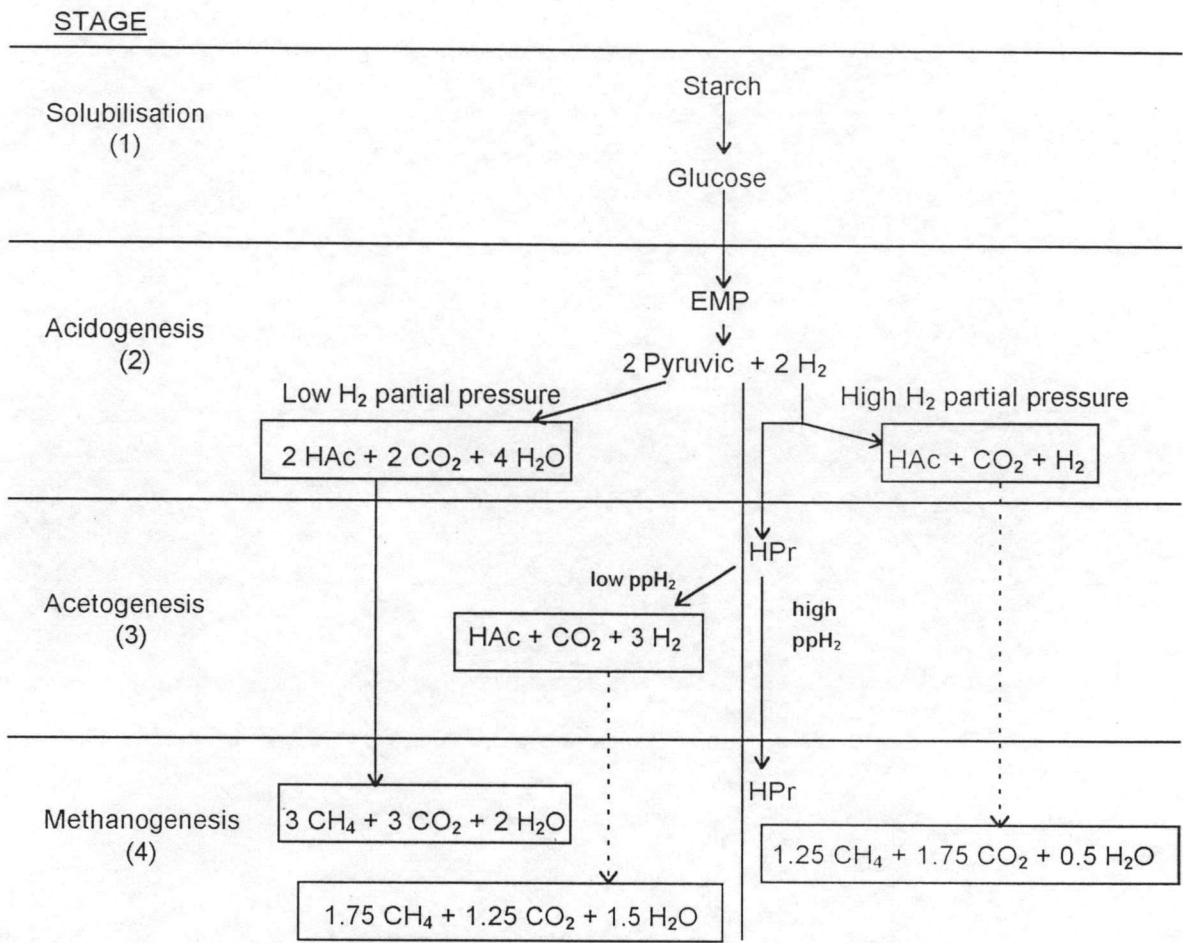 STAGE
Solubilisation
(1)
Starch
Glucose
Acidogenesis
(2)
EMP
2 Pyruvic + 2 H₂
Low H₂ partial pressure
High H₂ partial pressure
2 HAc + 2 CO₂ + 4 H₂O
HAc + CO₂ + H₂
Acetogenesis
(3)
HPr
low ppH₂
high
ppH₂
HAc + CO₂ + 3 H₂
Methanogenesis
(4)
HPr
3 CH₄ + 3 CO₂ + 2 H₂O
1.25 CH₄ + 1.75 CO₂ + 0.5 H₂O
1.75 CH₄ + 1.25 CO₂ + 1.5 H₂O